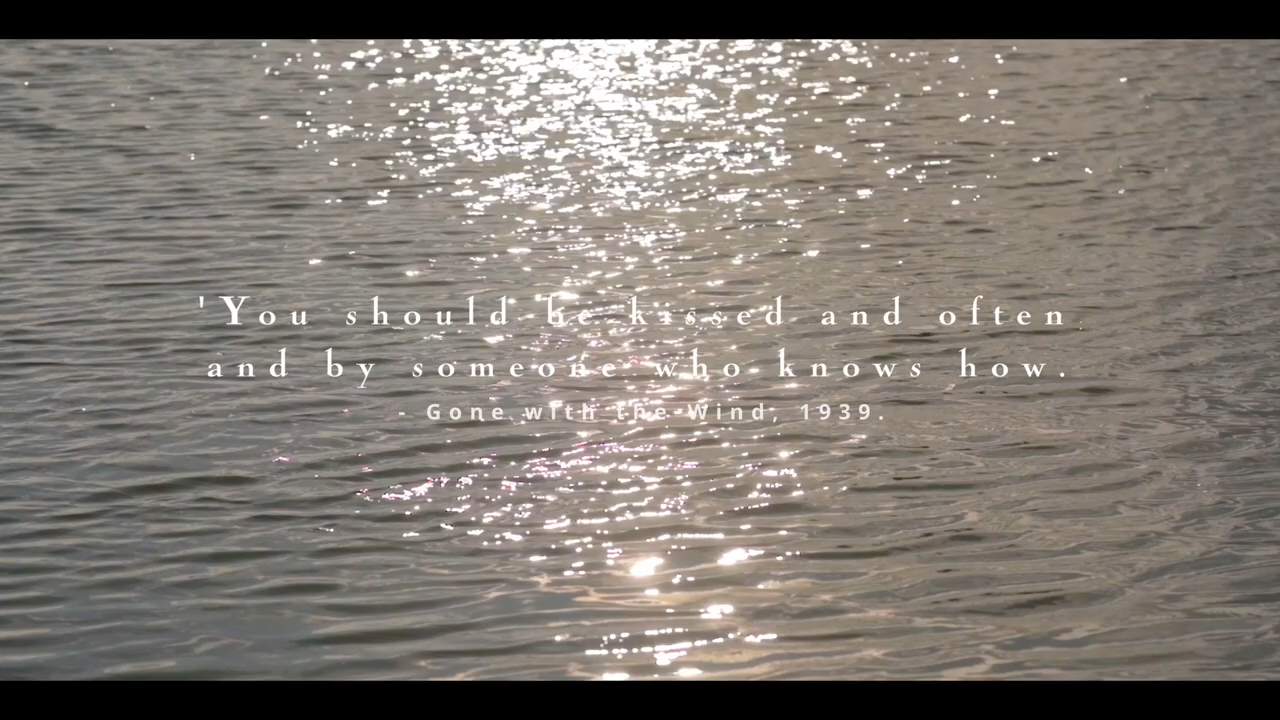 'You should be kissed and often
and by someone who knows how.
- Gone with the Wind, 1939.